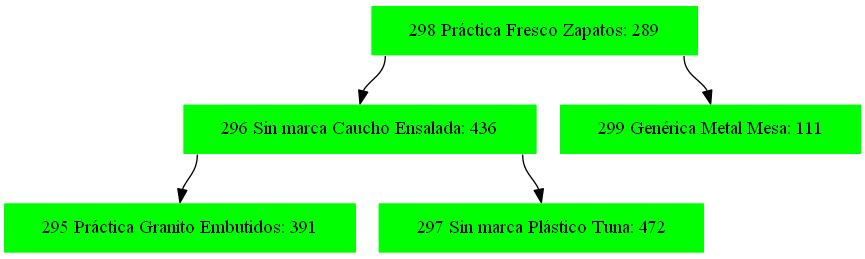 298 Práctica Fresco Zapatos: 289
296 Sin marca Caucho Ensalada: 436
299 Genérica Metal Mesa: 111
295 Práctica Granito Embutidos: 391
297 Sin marca Plástico Tuna: 472